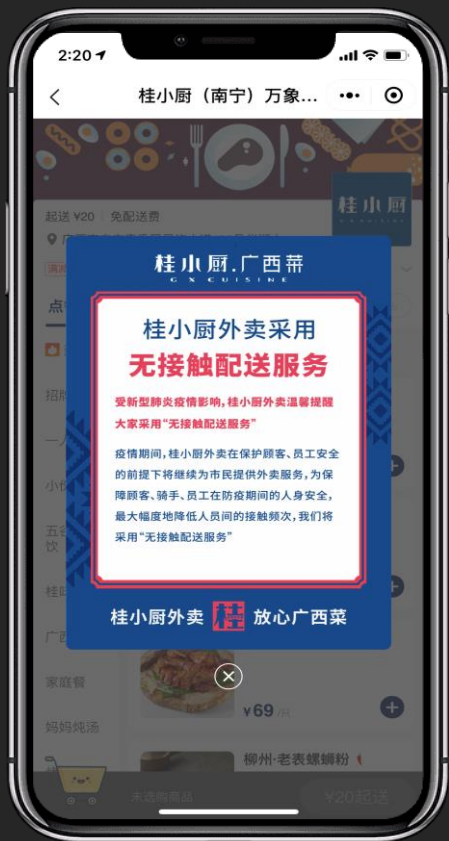 2:20
桂小厨（南宁）万象...
桂小厨
起送 ¥20 | 免配送费
桂小厨.广西菜
GX CUISINE
桂小厨外卖采用
无接触配送服务
受新型肺炎疫情影响，桂小厨外卖温馨提醒
大家采用“无接触配送服务”
疫情期间，桂小厨外卖在保护顾客、员工安全
的前提下将继续为市民提供外卖服务，为保
障顾客、骑手、员工在防疫期间的人身安全，
最大幅度地降低人员间的接触频次，我们将
采用“无接触配送服务”
桂小厨外卖 桂 放心广西菜
招牌
家庭餐
妈妈炖汤
¥69
柳州·老表螺蛳粉
未选购商品
¥20起送